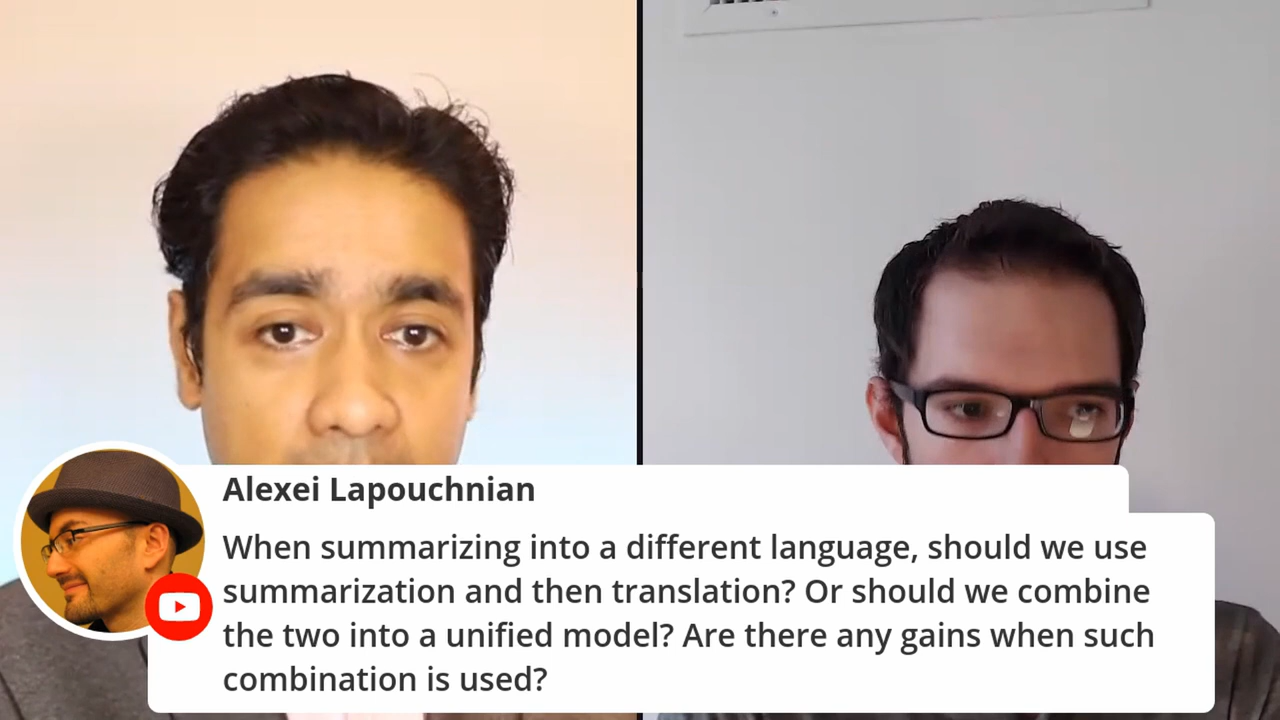 Alexei Lapouchnian
When summarizing into a different language, should we use
summarization and then translation? Or should we combine
the two into a unified model? Are there any gains when such
combination is used?